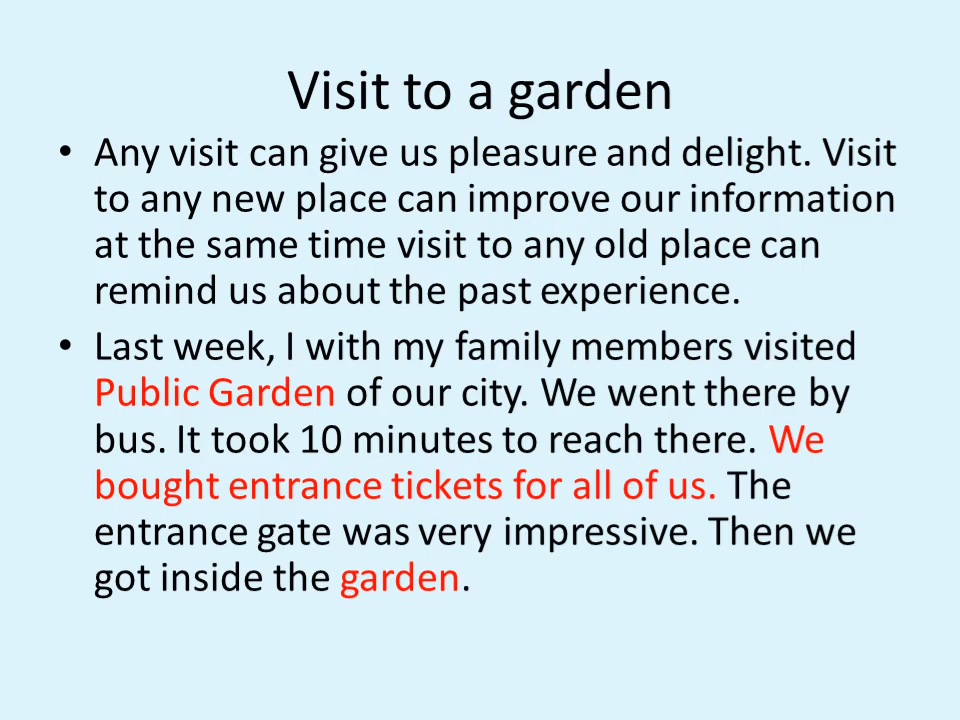 Visit to a garden
• Any visit can give us pleasure and delight. Visit
to any new place can improve our information
at the same time visit to any old place can
remind us about the past experience.
• Last week, I with my family members visited
Public Garden of our city. We went there by
bus. It took 10 minutes to reach there. We
bought entrance tickets for all of us. The
entrance gate was very impressive. Then we
got inside the garden.